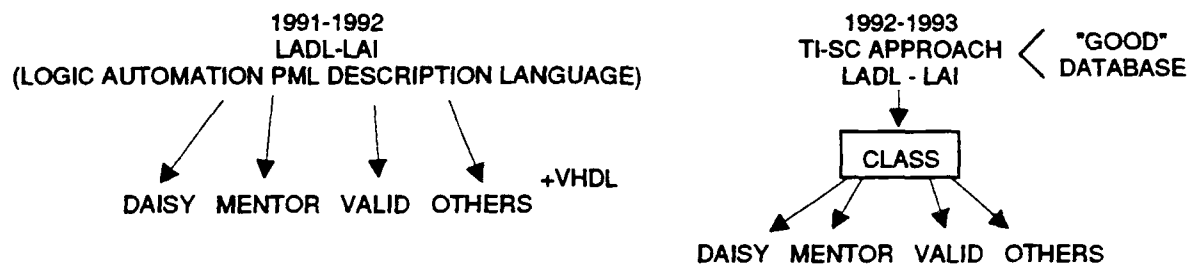 1991-1992
LADL-LAI
(LOGIC AUTOMATION PML DESCRIPTION LANGUAGE)
DAISY MENTOR VALID OTHERS +VHDL
1992-1993
TI-SC APPROACH
LADL - LAI
"GOOD"
DATABASE
CLASS
DAISY MENTOR VALID OTHERS